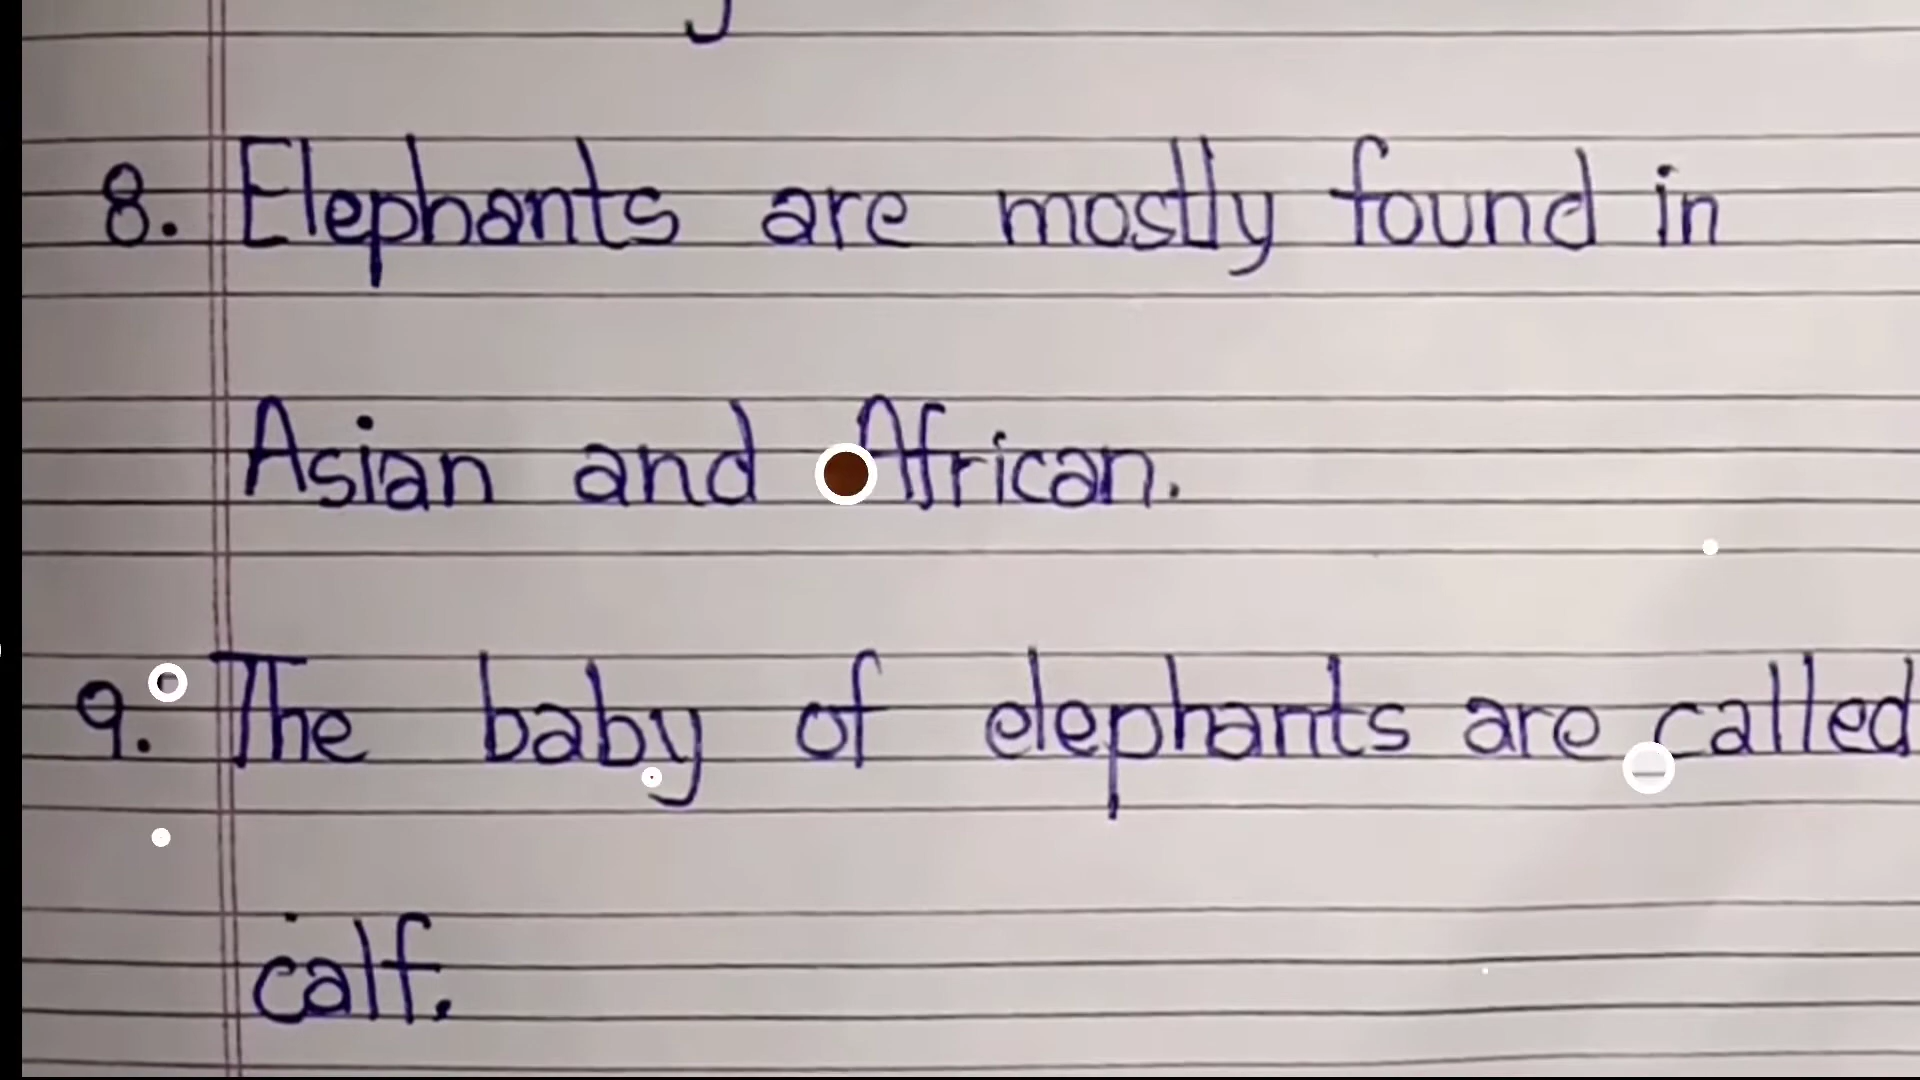 8. Elephants are mostly found in
Asian and African.
9. The baby of elephants are called
calf.